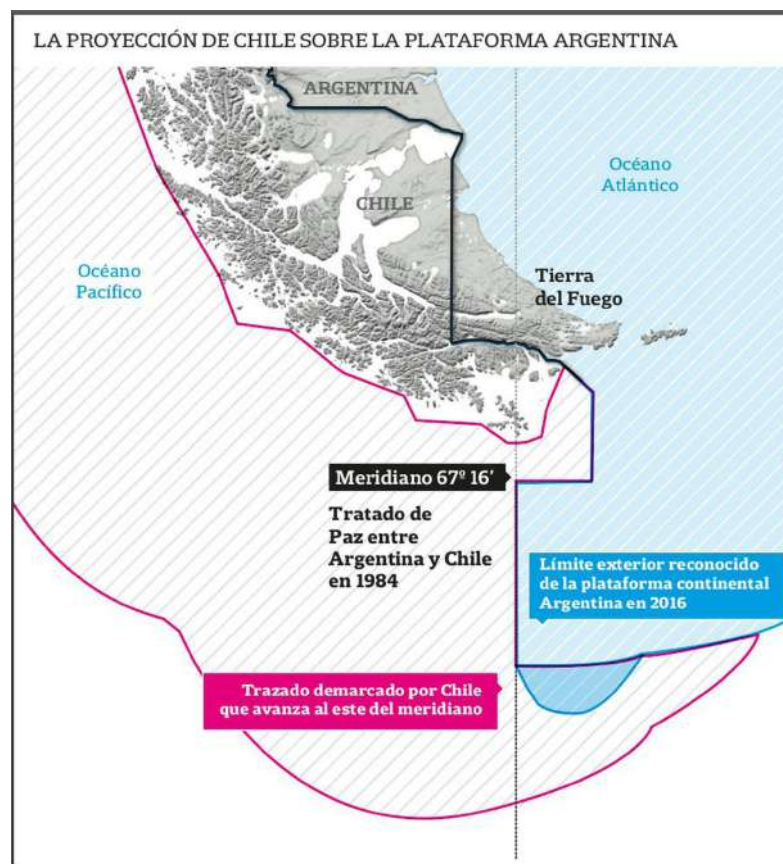 LA PROYECCIÓN DE CHILE SOBRE LA PLATAFORMA ARGENTINA
ARGENTINA
Océano
Atlántico
CHILE
Océano
Pacífico
Tierra
del Fuego
Meridiano 67º 16’
Tratado de
Paz entre
Argentina y Chile
en 1984
Límite exterior reconocido
de la plataforma continental
Argentina en 2016
Trazado demarcado por Chile
que avanza al este del meridiano